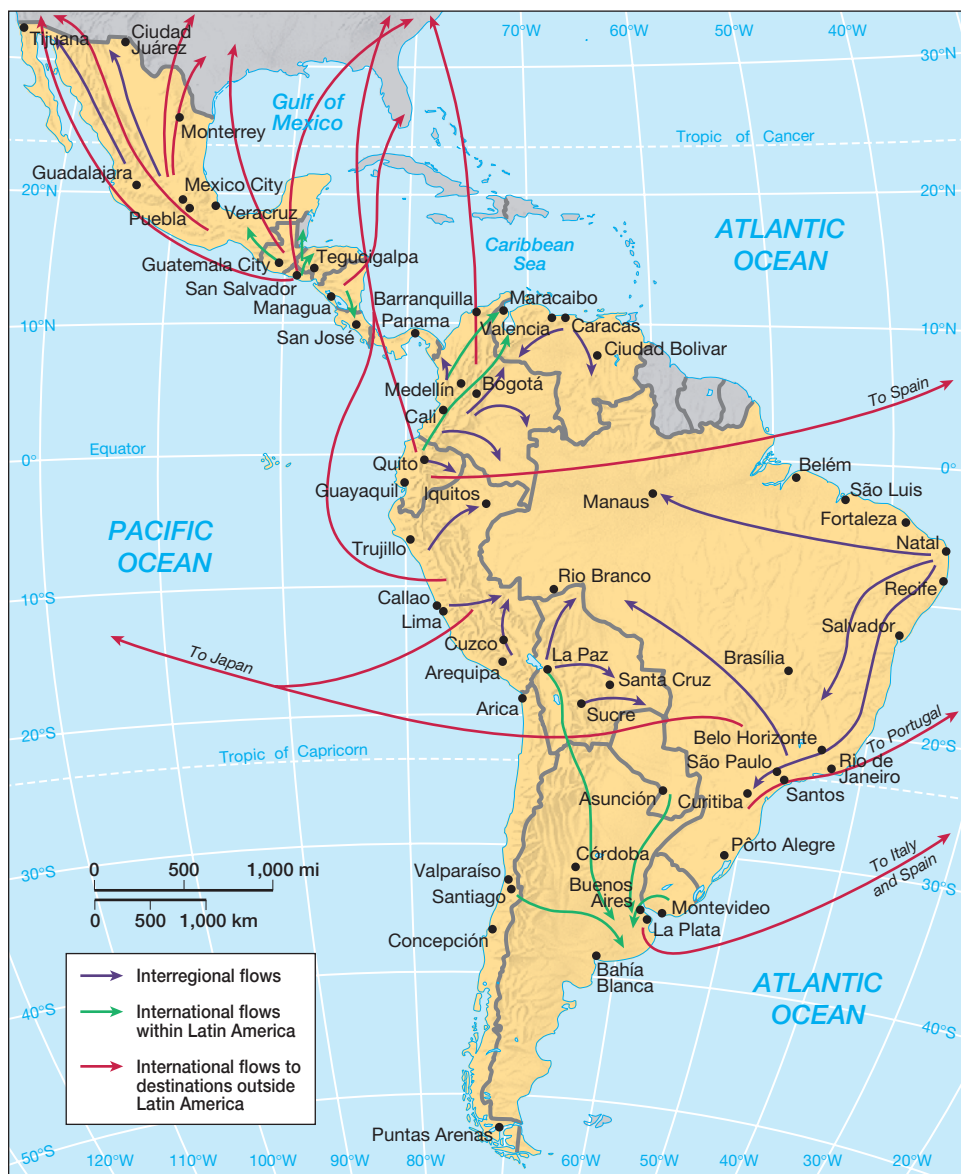 Tijuana
Ciudad
Juárez
70°W
60°W
50°W
40°W
30°N
30°N
Gulf of
Mexico
Monterrey
Tropic of Cancer
Guadalajara
20°N
20°N
Mexico City
Puebla
Veracruz
ATLANTIC
OCEAN
Caribbean
Sea
Guatemala City
Tegucigalpa
San Salvador
Managua
Barranquilla
Maracaibo
10°N
San José
Panama
Valencia
Caracas
10°N
Ciudad Bolivar
Medellín
Bogotá
Cali
To Spain
Equator
0°
Quito
Belém
0°
Guayaquil
Iquitos
Manaus
São Luis
Fortaleza
PACIFIC
OCEAN
Trujillo
Natal
Rio Branco
Recife
10°S
Callao
Lima
Salvador
10°S
To Japan
Cuzco
La Paz
Brasília
Arequipa
Santa Cruz
Arica
Sucre
To Portugal
20°S
Belo Horizonte
20°S
Tropic of Capricorn
São Paulo
Rio de
Janeiro
Asunción
Curitiba
Santos
0 500 1,000 mi
0 500 1,000 km
Córdoba
Pôrto Alegre
To Italy
and Spain
30°S
Valparaíso
Buenos
Aires
30°S
Santiago
Montevideo
La Plata
Concepción
Bahía
Blanca
Interregional flows
International flows
within Latin America
International flows to
destinations outside
Latin America
ATLANTIC
OCEAN
40°S
40°S
Puntas Arenas
50°S
120°W
110°W
100°W
90°W
80°W
70°W
60°W
50°W
40°W
30°W
20°W